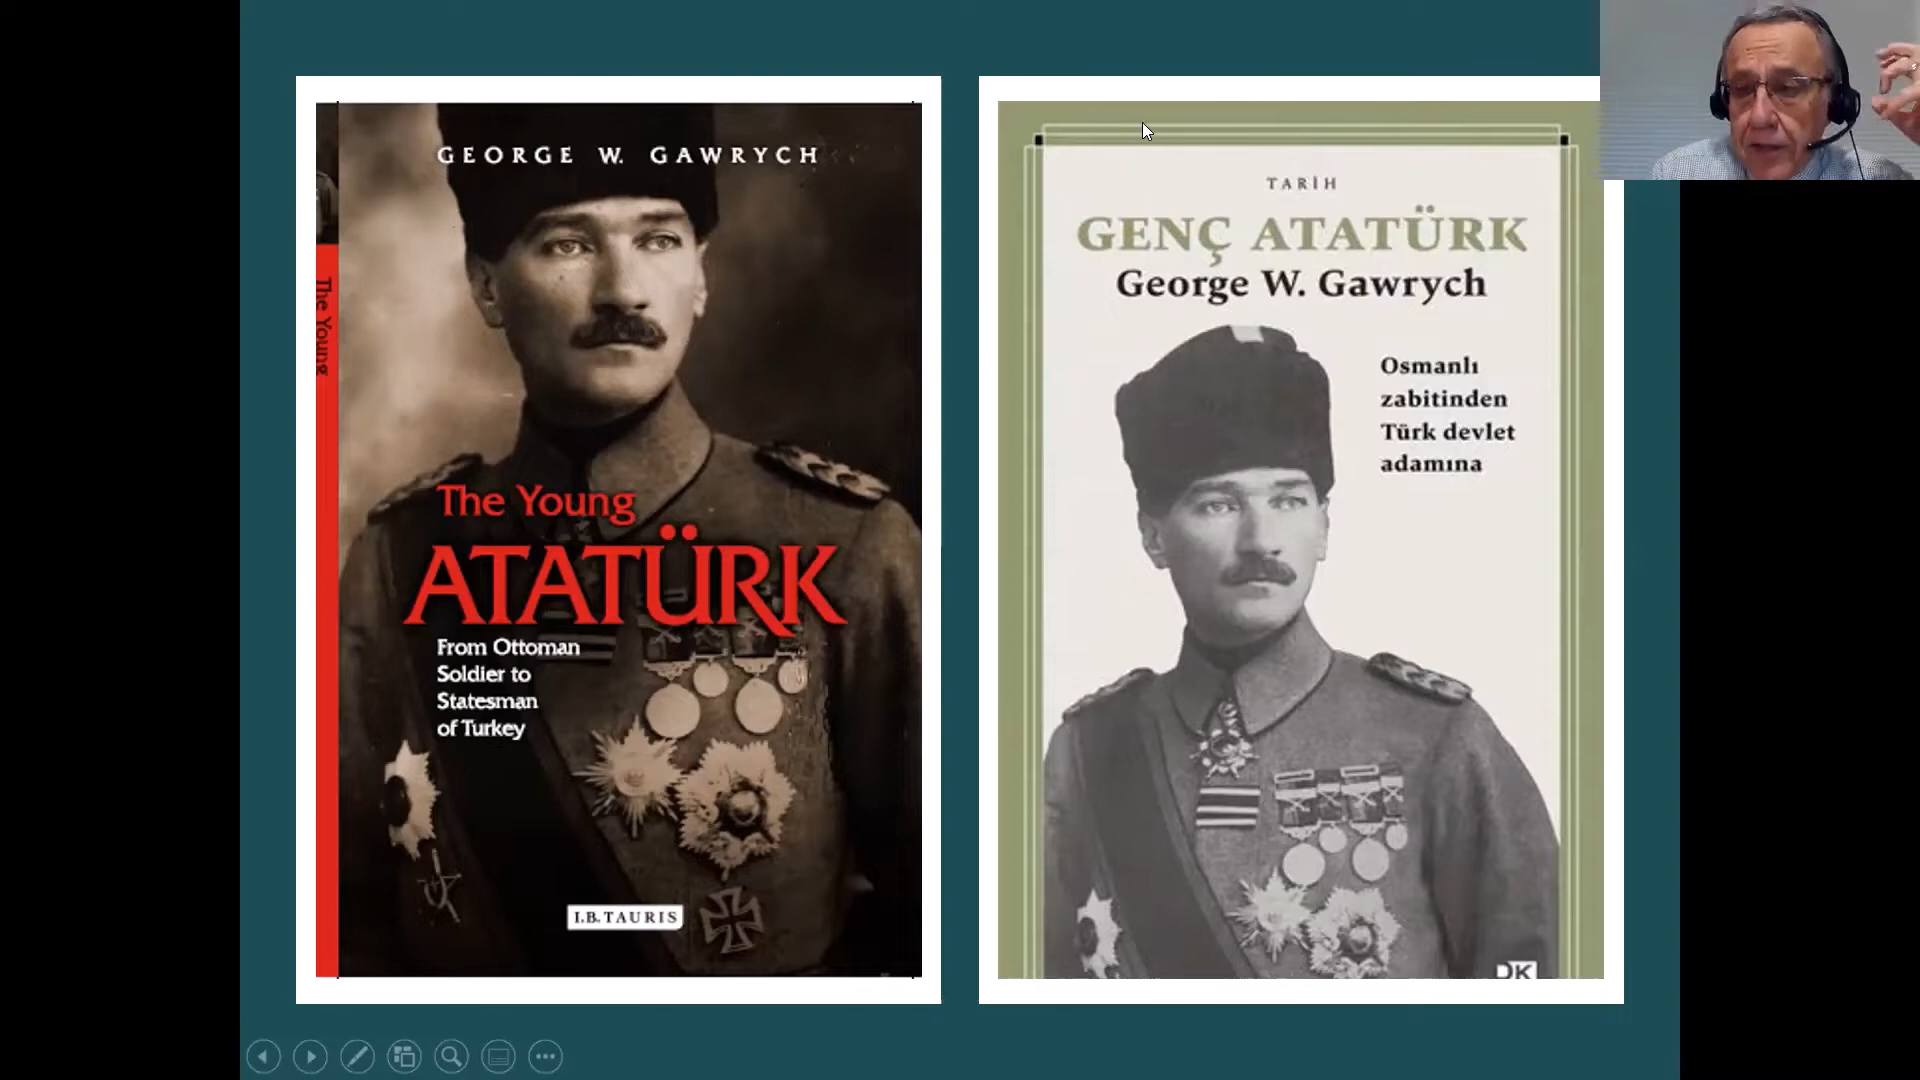 GEORGE W. GAWRYCH
The Young
The Young
ATATÜRK
From Ottoman
Soldier to
Statesman
of Turkey
I.B.TAURIS
TARİH
GENÇ ATATÜRK
George W. Gawrych
Osmanlı
zabitinden
Türk devlet
adamına
DK